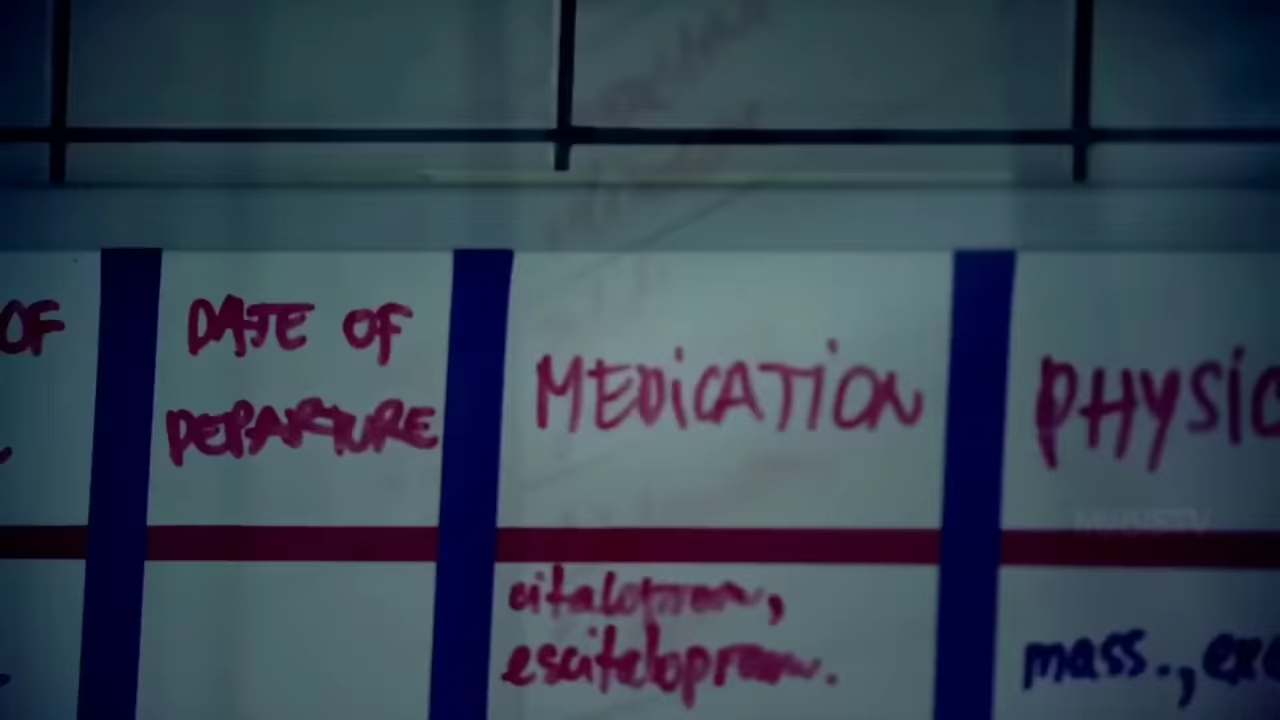 OF
DATE OF
DEPARTURE
MEDICATION
PHYSIC
citalopram,
escitalopram.
mass., exe